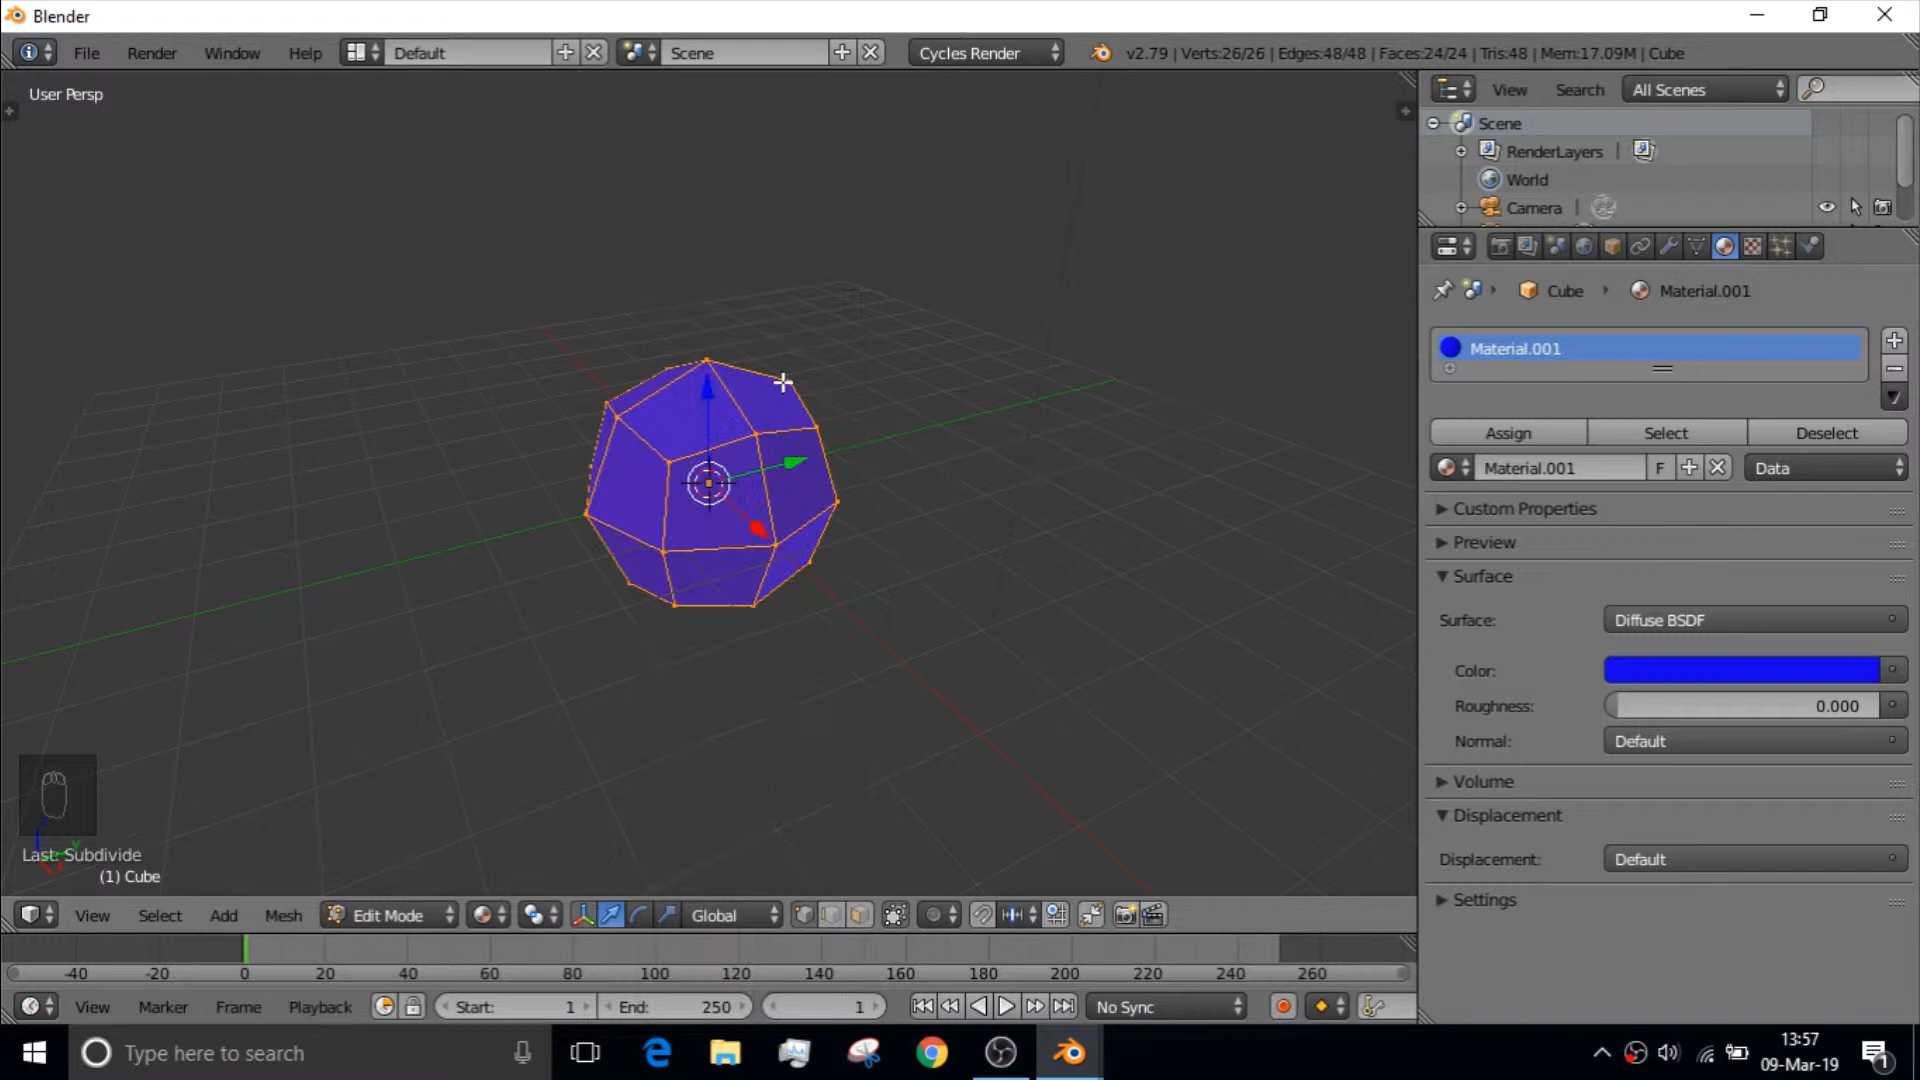 Blender
File Render Window Help Default Scene Cycles Render v2.79 | Verts:26/26 | Edges:48/48 | Faces:24/24 | Tris:48 | Mem:17.09M | Cube
User Persp
View Search All Scenes
Scene
RenderLayers |
World
Camera |
Cube Material.001
Material.001
Assign Select Deselect
Material.001 F Data
Custom Properties
Preview
Surface
Surface: Diffuse BSDF
Color:
Roughness: 0.000
Normal: Default
Volume
Displacement
Displacement: Default
Settings
Last: Subdivide
(1) Cube
View Select Add Mesh Edit Mode Global
-40 -20 0 20 40 60 80 100 120 140 160 180 200 220 240 260
View Marker Frame Playback Start: 1 End: 250 1 No Sync
Type here to search
13:57
09-Mar-19
1